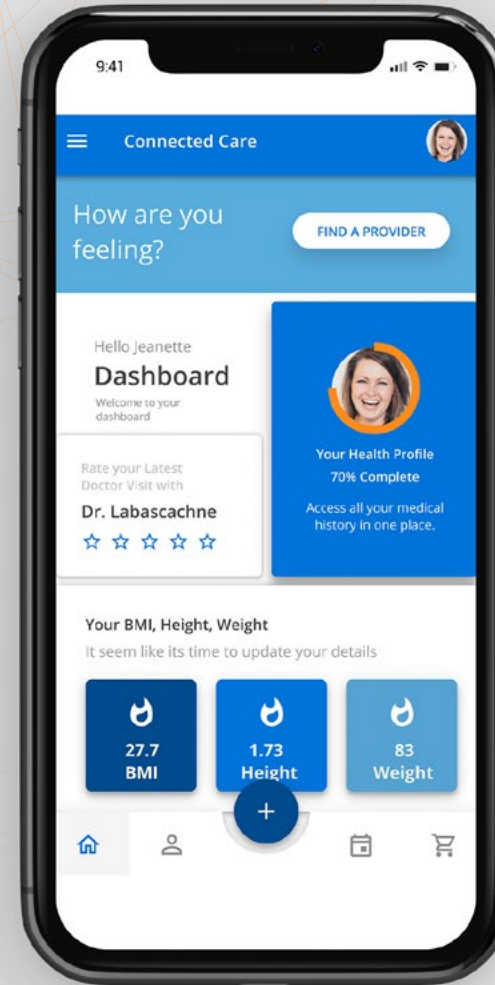 9:41
Connected Care
How are you
feeling?
FIND A PROVIDER
Hello Jeanette
Dashboard
Welcome to your
dashboard
Rate your Latest
Doctor Visit with
Dr. Labascachne
Your Health Profile
70% Complete
Access all your medical
history in one place.
Your BMI, Height, Weight
It seem like its time to update your details
27.7
BMI
1.73
Height
83
Weight